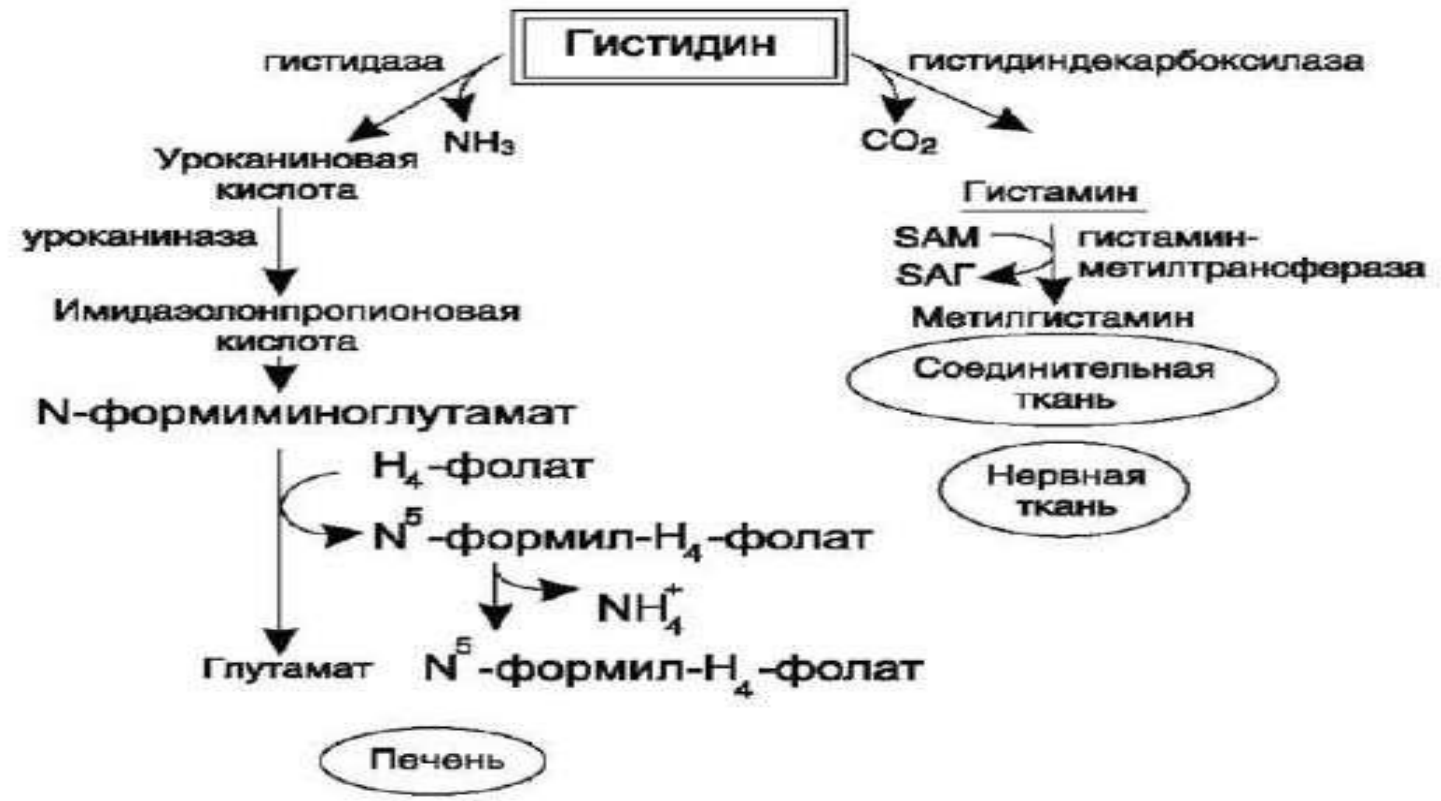 Гистидин
гистидаза
гистидиндекарбоксилаза
NH₃
CO₂
Уроканиновая
кислота
Гистамин
уроканиназа
SAM
SAГ
гистамин-
метилтрансфераза
Имидазолонпропионовая
кислота
Метилгистамин
Соединительная
ткань
N-формиминоглутамат
Нервная
ткань
H₄-фолат
N⁵-формил-H₄-фолат
NH₄⁺
Глутамат
N⁵-формил-H₄-фолат
Печень